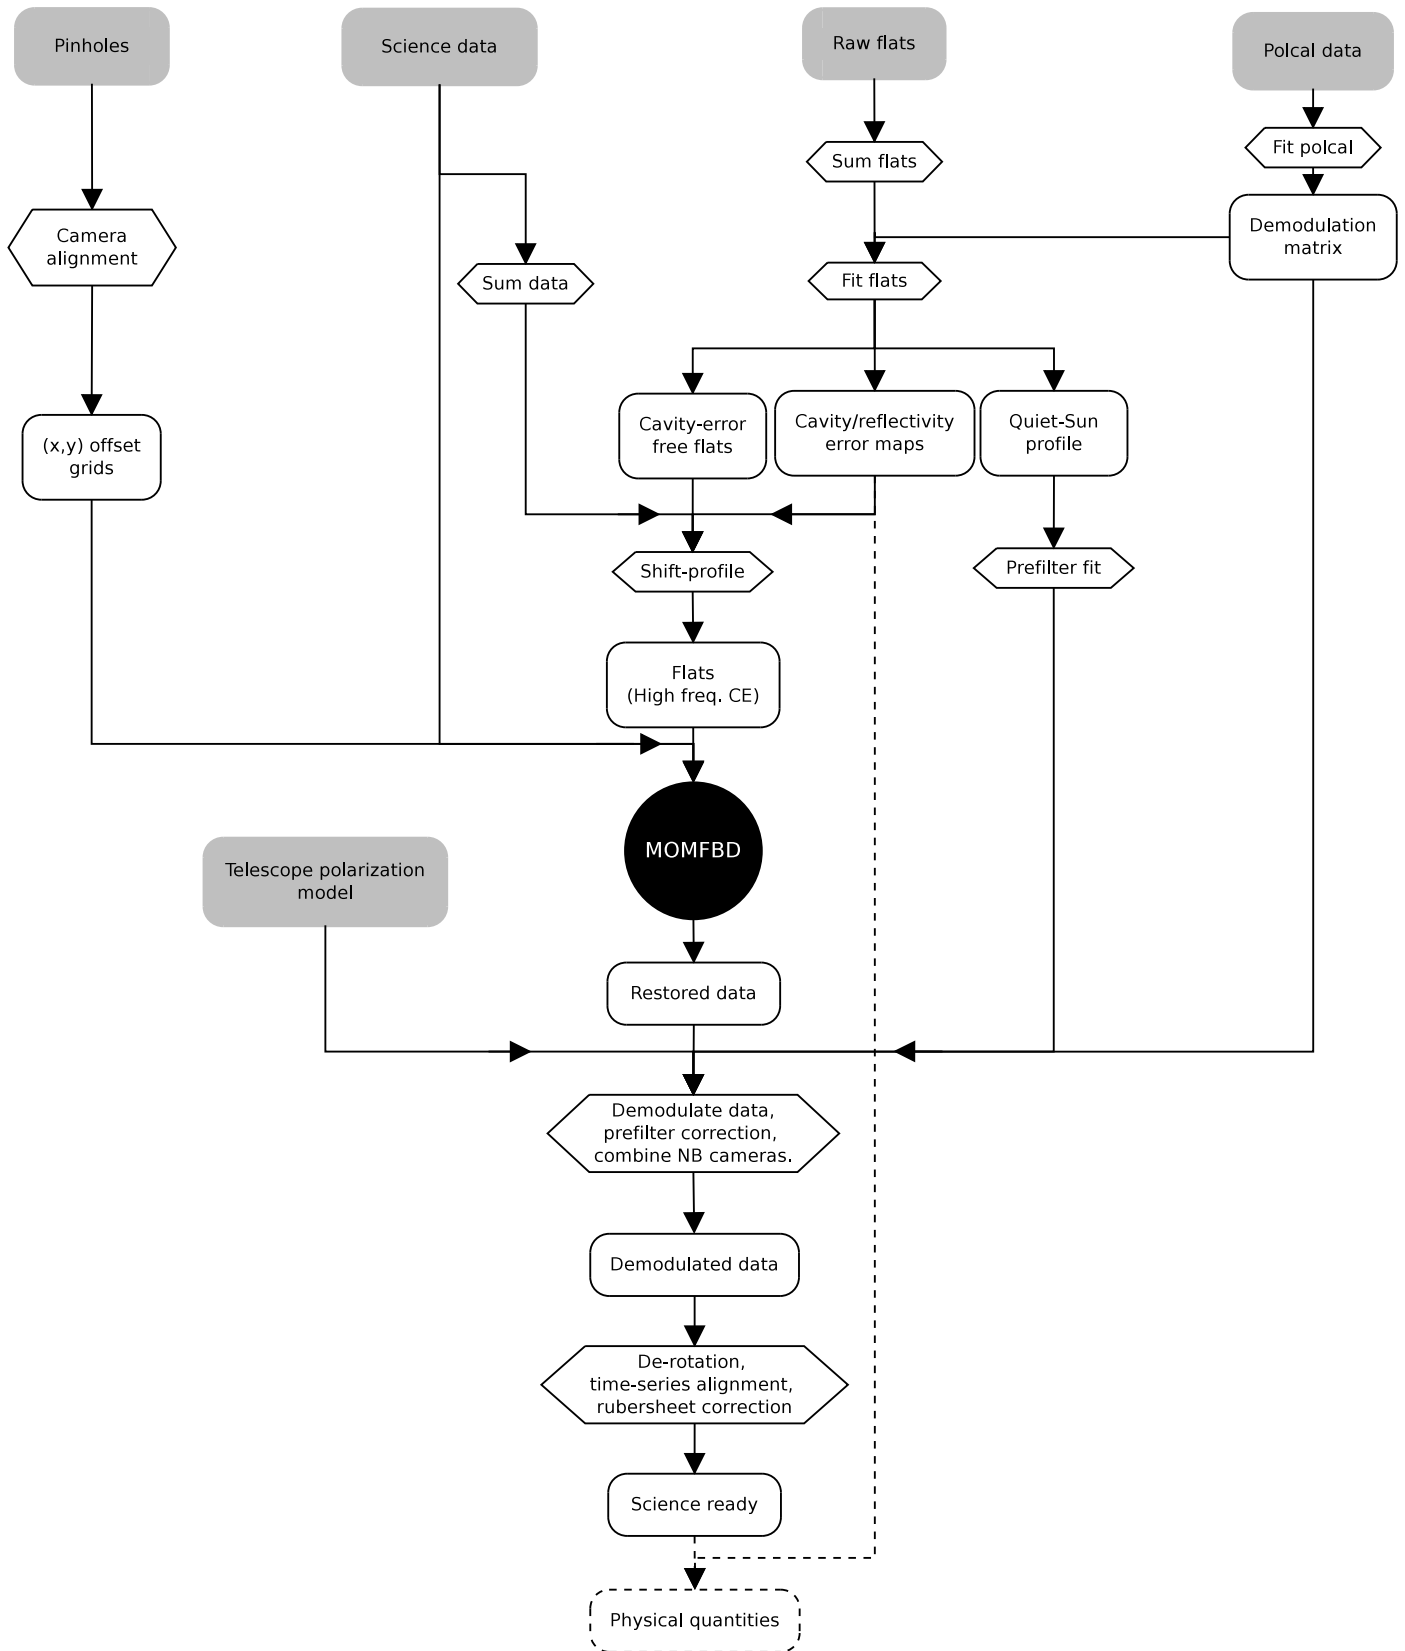 Pinholes
Science data
Raw flats
Polcal data
Sum flats
Fit polcal
Camera
alignment
Demodulation
matrix
Sum data
Fit flats
(x,y) offset
grids
Cavity-error
free flats
Cavity/reflectivity
error maps
Quiet-Sun
profile
Shift-profile
Prefilter fit
Flats
(High freq. CE)
MOMFBD
Telescope polarization
model
Restored data
Demodulate data,
prefilter correction,
combine NB cameras.
Demodulated data
De-rotation,
time-series alignment,
rubersheet correction
Science ready
Physical quantities